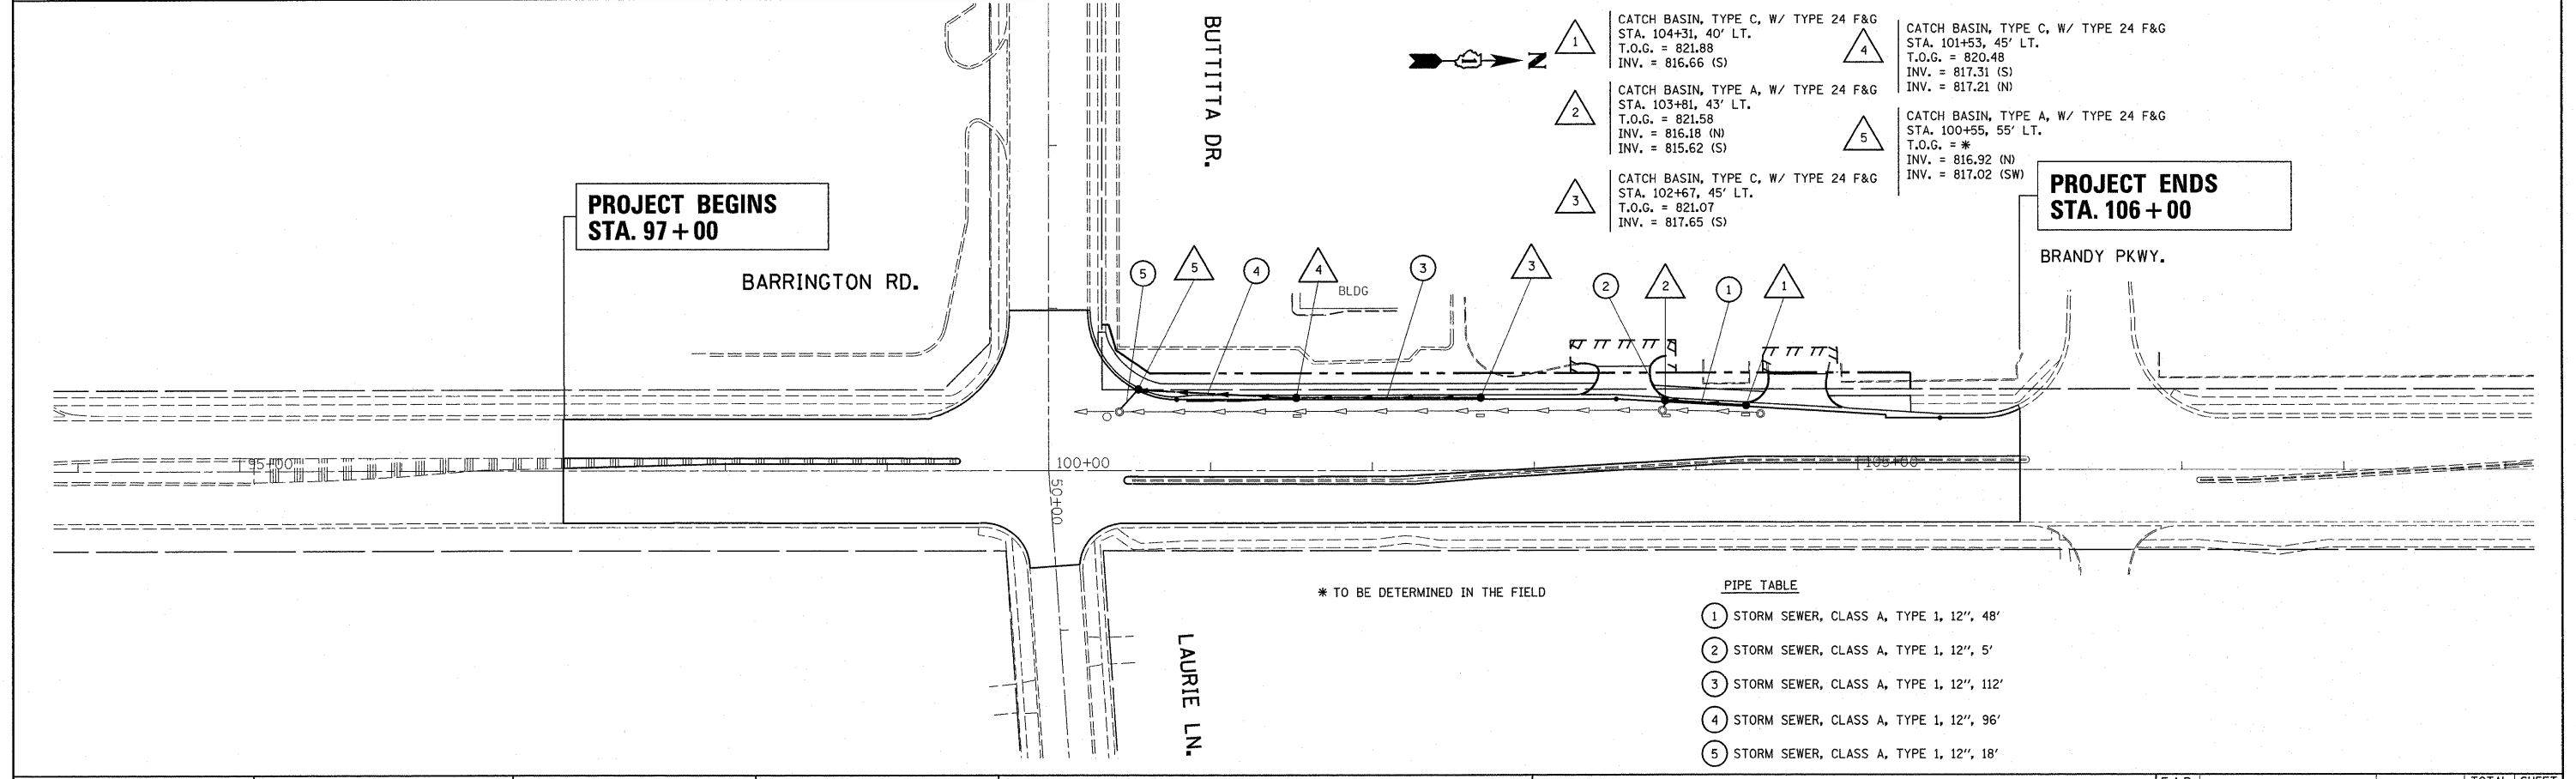 BUTTITTA DR.
N
1
CATCH BASIN, TYPE C, W/ TYPE 24 F&G
STA. 104+31, 40' LT.
T.O.G. = 821.88
INV. = 816.66 (S)
2
CATCH BASIN, TYPE A, W/ TYPE 24 F&G
STA. 103+81, 43' LT.
T.O.G. = 821.58
INV. = 816.18 (N)
INV. = 815.62 (S)
3
CATCH BASIN, TYPE C, W/ TYPE 24 F&G
STA. 102+67, 45' LT.
T.O.G. = 821.07
INV. = 817.65 (S)
4
CATCH BASIN, TYPE C, W/ TYPE 24 F&G
STA. 101+53, 45' LT.
T.O.G. = 820.48
INV. = 817.31 (S)
INV. = 817.21 (N)
5
CATCH BASIN, TYPE A, W/ TYPE 24 F&G
STA. 100+55, 55' LT.
T.O.G. = *
INV. = 816.92 (N)
INV. = 817.02 (SW)
PROJECT BEGINS
STA. 97+00
PROJECT ENDS
STA. 106+00
BARRINGTON RD.
BRANDY PKWY.
5 5 4 4 3 3 2 2 1 1
BLDG
95+00
100+00
105+00
50+00
LAURIE LN.
* TO BE DETERMINED IN THE FIELD
PIPE TABLE
1 STORM SEWER, CLASS A, TYPE 1, 12", 48'
2 STORM SEWER, CLASS A, TYPE 1, 12", 5'
3 STORM SEWER, CLASS A, TYPE 1, 12", 112'
4 STORM SEWER, CLASS A, TYPE 1, 12", 96'
5 STORM SEWER, CLASS A, TYPE 1, 12", 18'
TOTAL SHEET